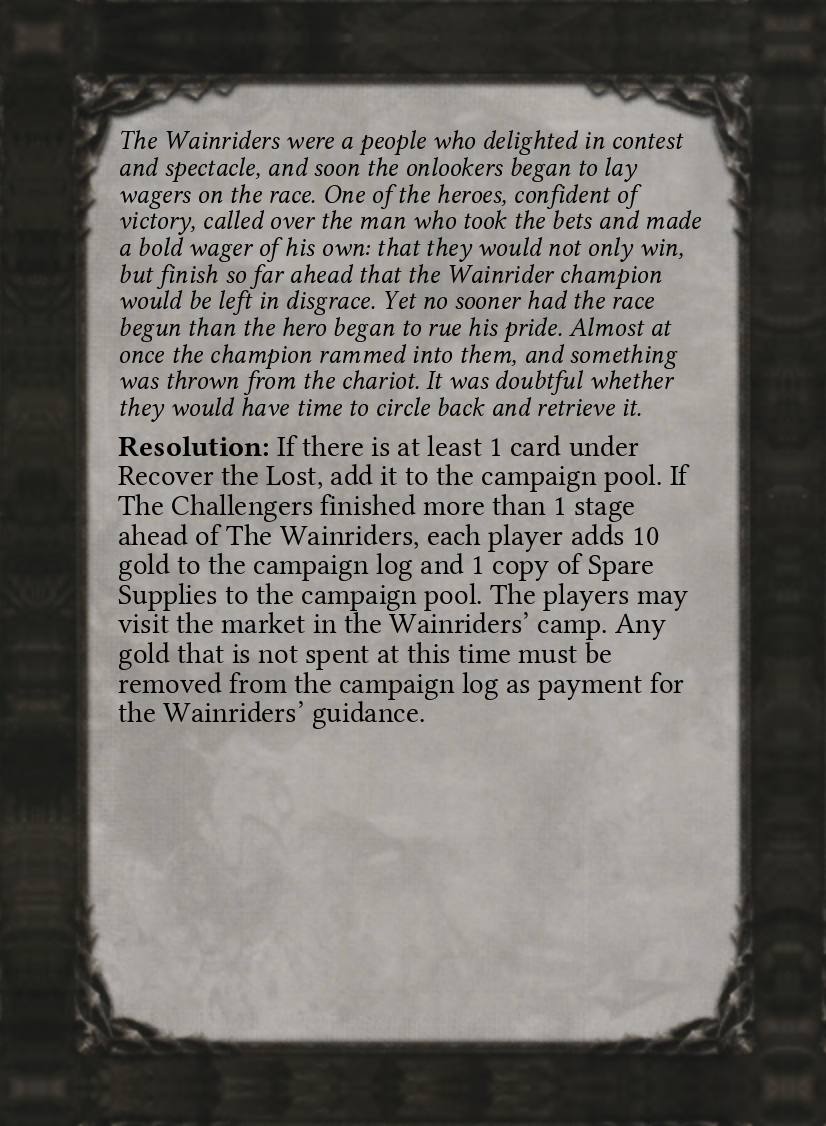 The Wainriders were a people who delighted in contest
and spectacle, and soon the onlookers began to lay
wagers on the race. One of the heroes, confident of
victory, called over the man who took the bets and made
a bold wager of his own: that they would not only win,
but finish so far ahead that the Wainrider champion
would be left in disgrace. Yet no sooner had the race
begun than the hero began to rue his pride. Almost at
once the champion rammed into them, and something
was thrown from the chariot. It was doubtful whether
they would have time to circle back and retrieve it.
Resolution: If there is at least 1 card under
Recover the Lost, add it to the campaign pool. If
The Challengers finished more than 1 stage
ahead of The Wainriders, each player adds 10
gold to the campaign log and 1 copy of Spare
Supplies to the campaign pool. The players may
visit the market in the Wainriders’ camp. Any
gold that is not spent at this time must be
removed from the campaign log as payment for
the Wainriders’ guidance.